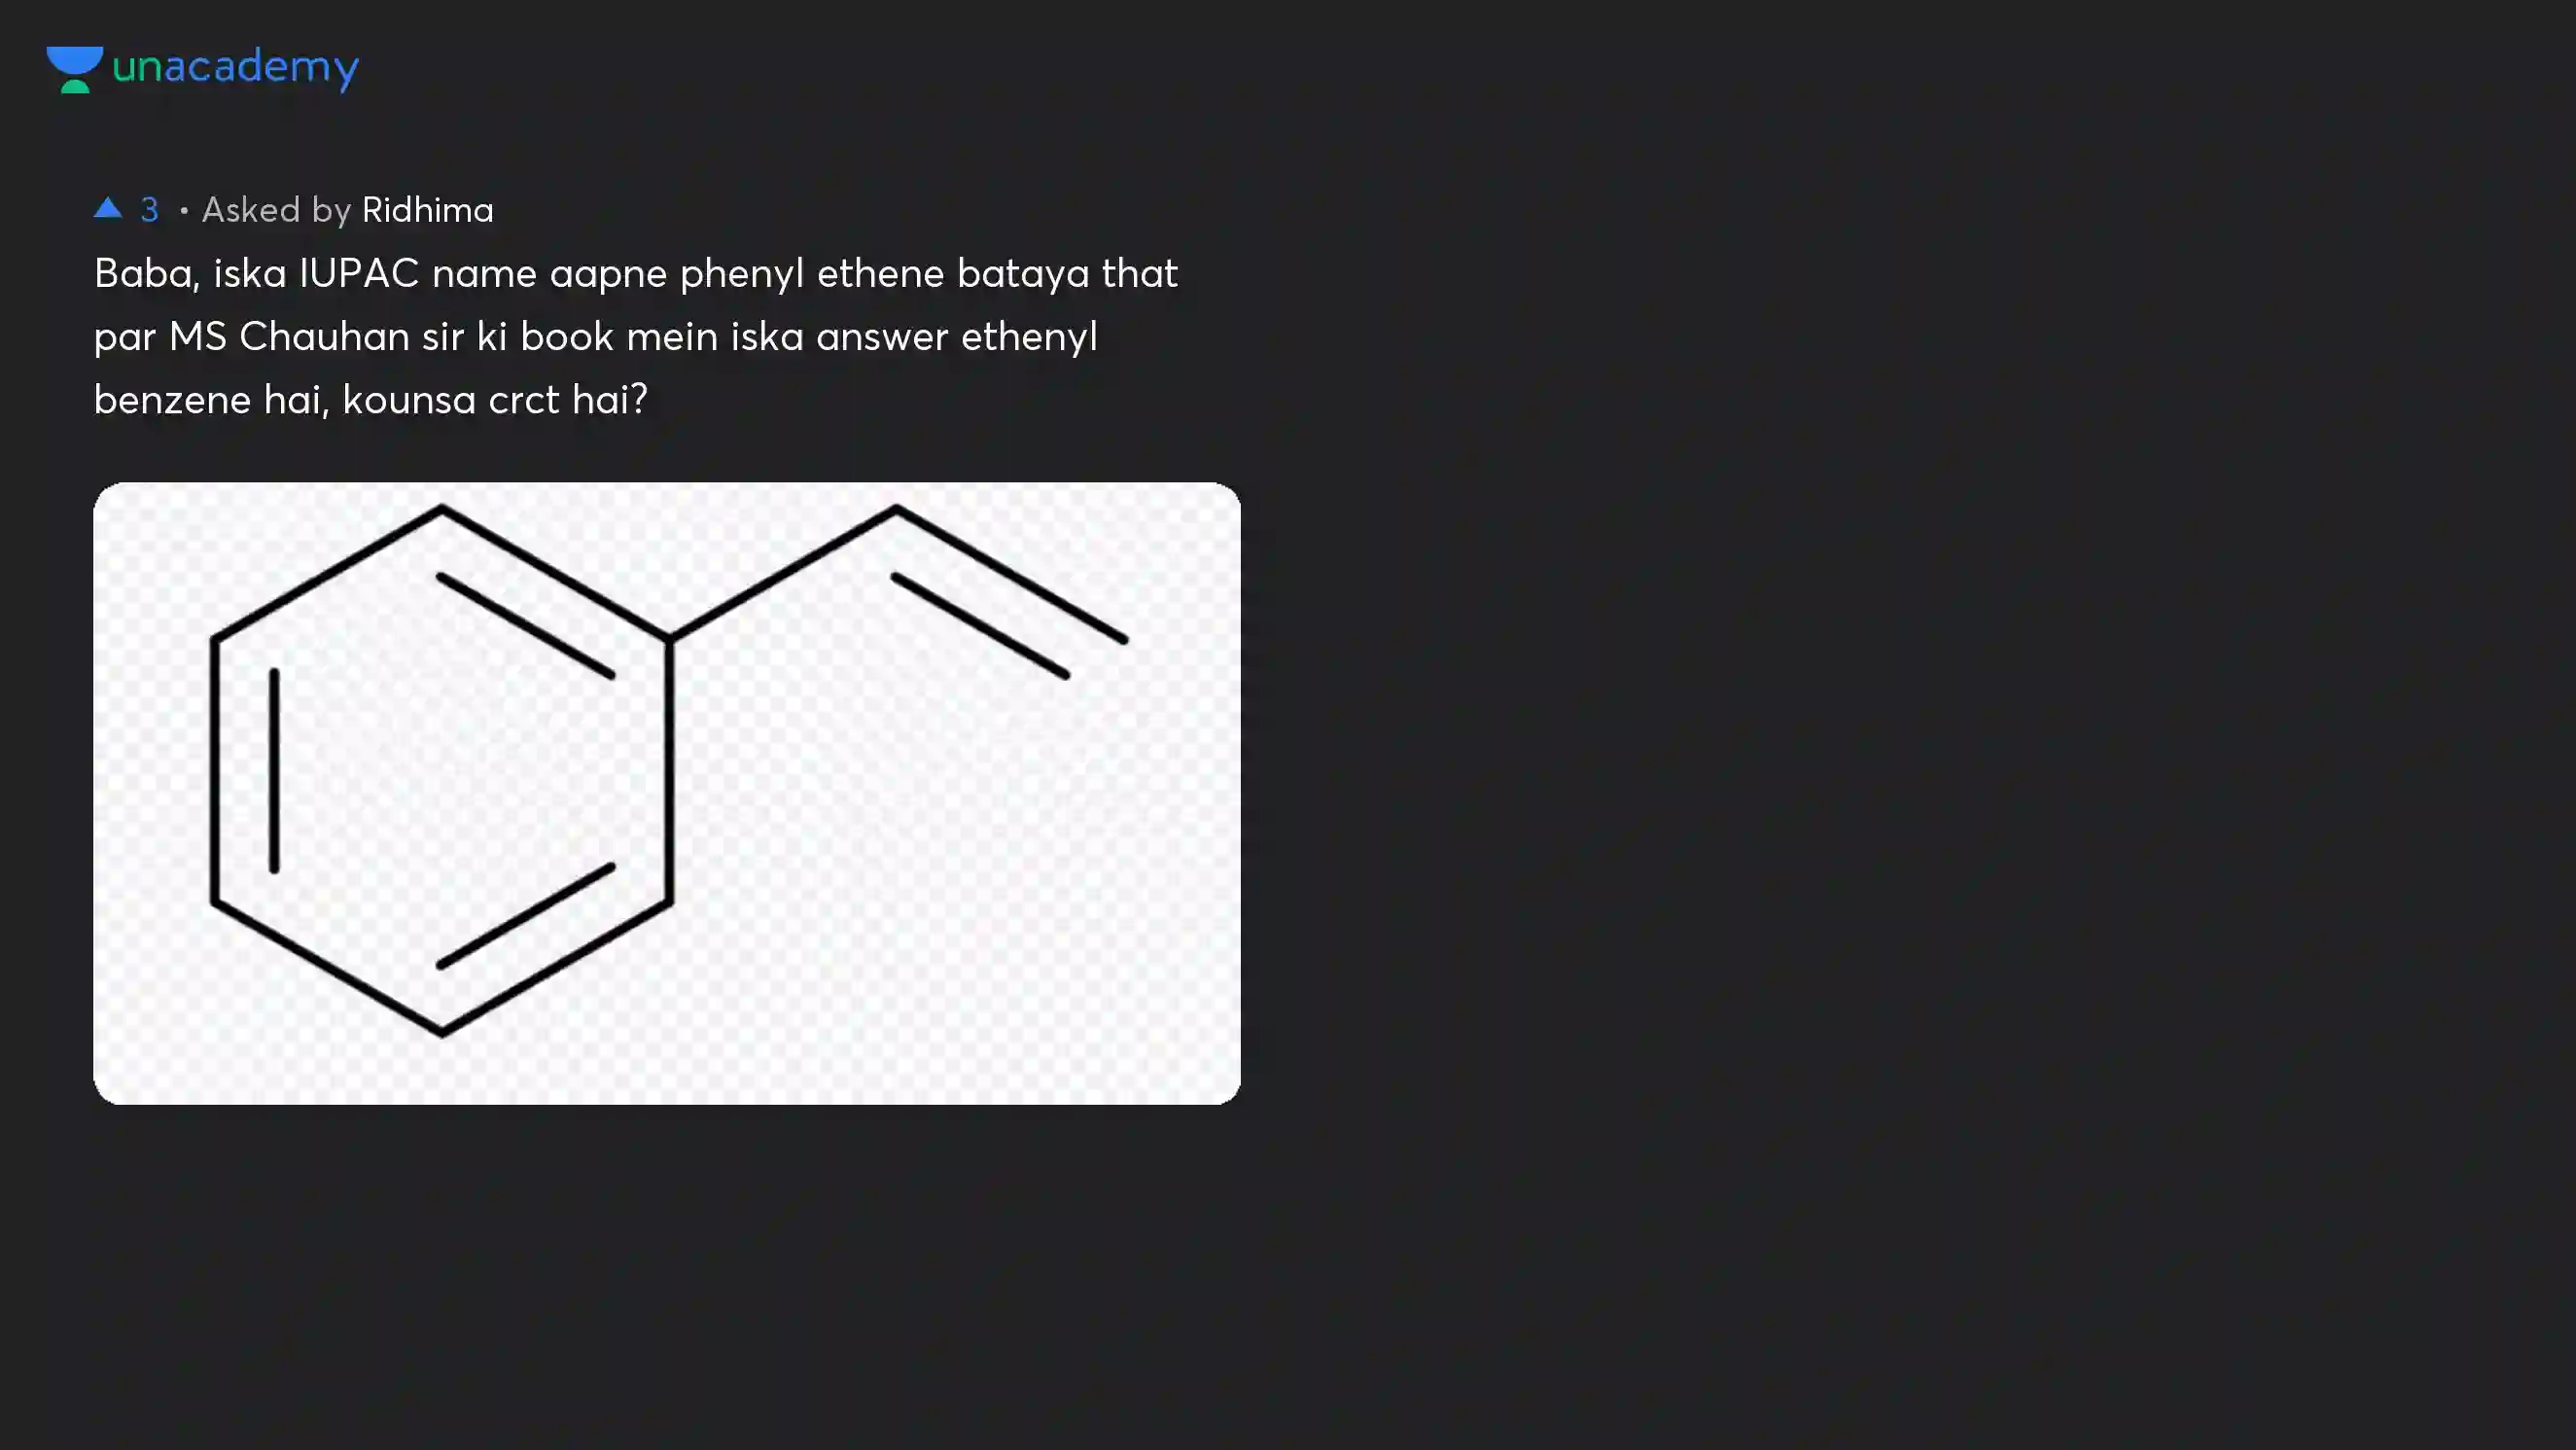 unacademy
▲ 3 • Asked by Ridhima
Baba, iska IUPAC name aapne phenyl ethene bataya that
par MS Chauhan sir ki book mein iska answer ethenyl
benzene hai, kounsa crct hai?